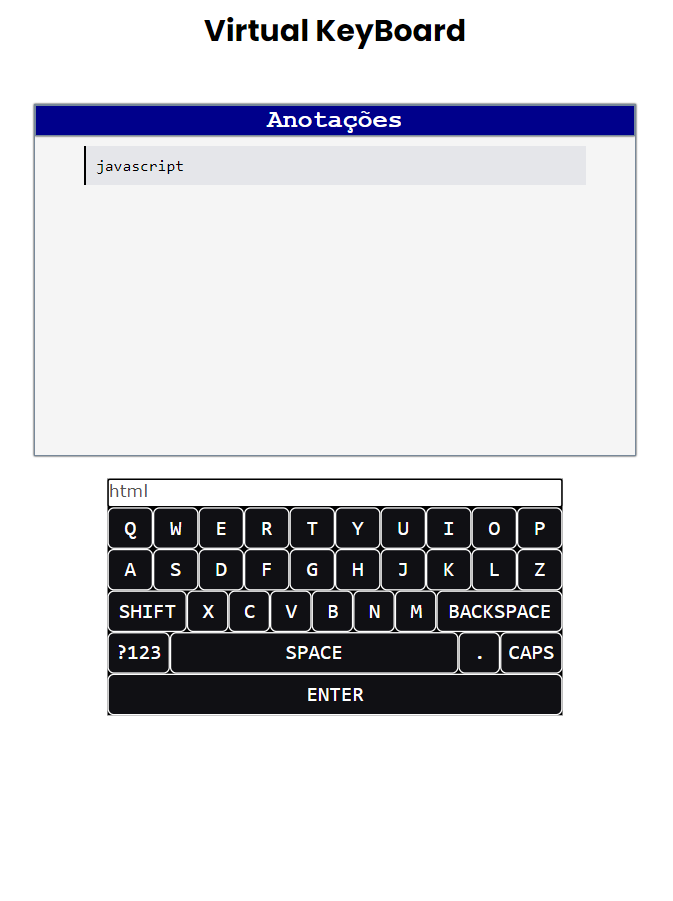 Virtual KeyBoard
Anotações
javascript
html
Q W E R T Y U I O P
A S D F G H J K L Z
SHIFT X C V B N M BACKSPACE
?123 SPACE . CAPS
ENTER